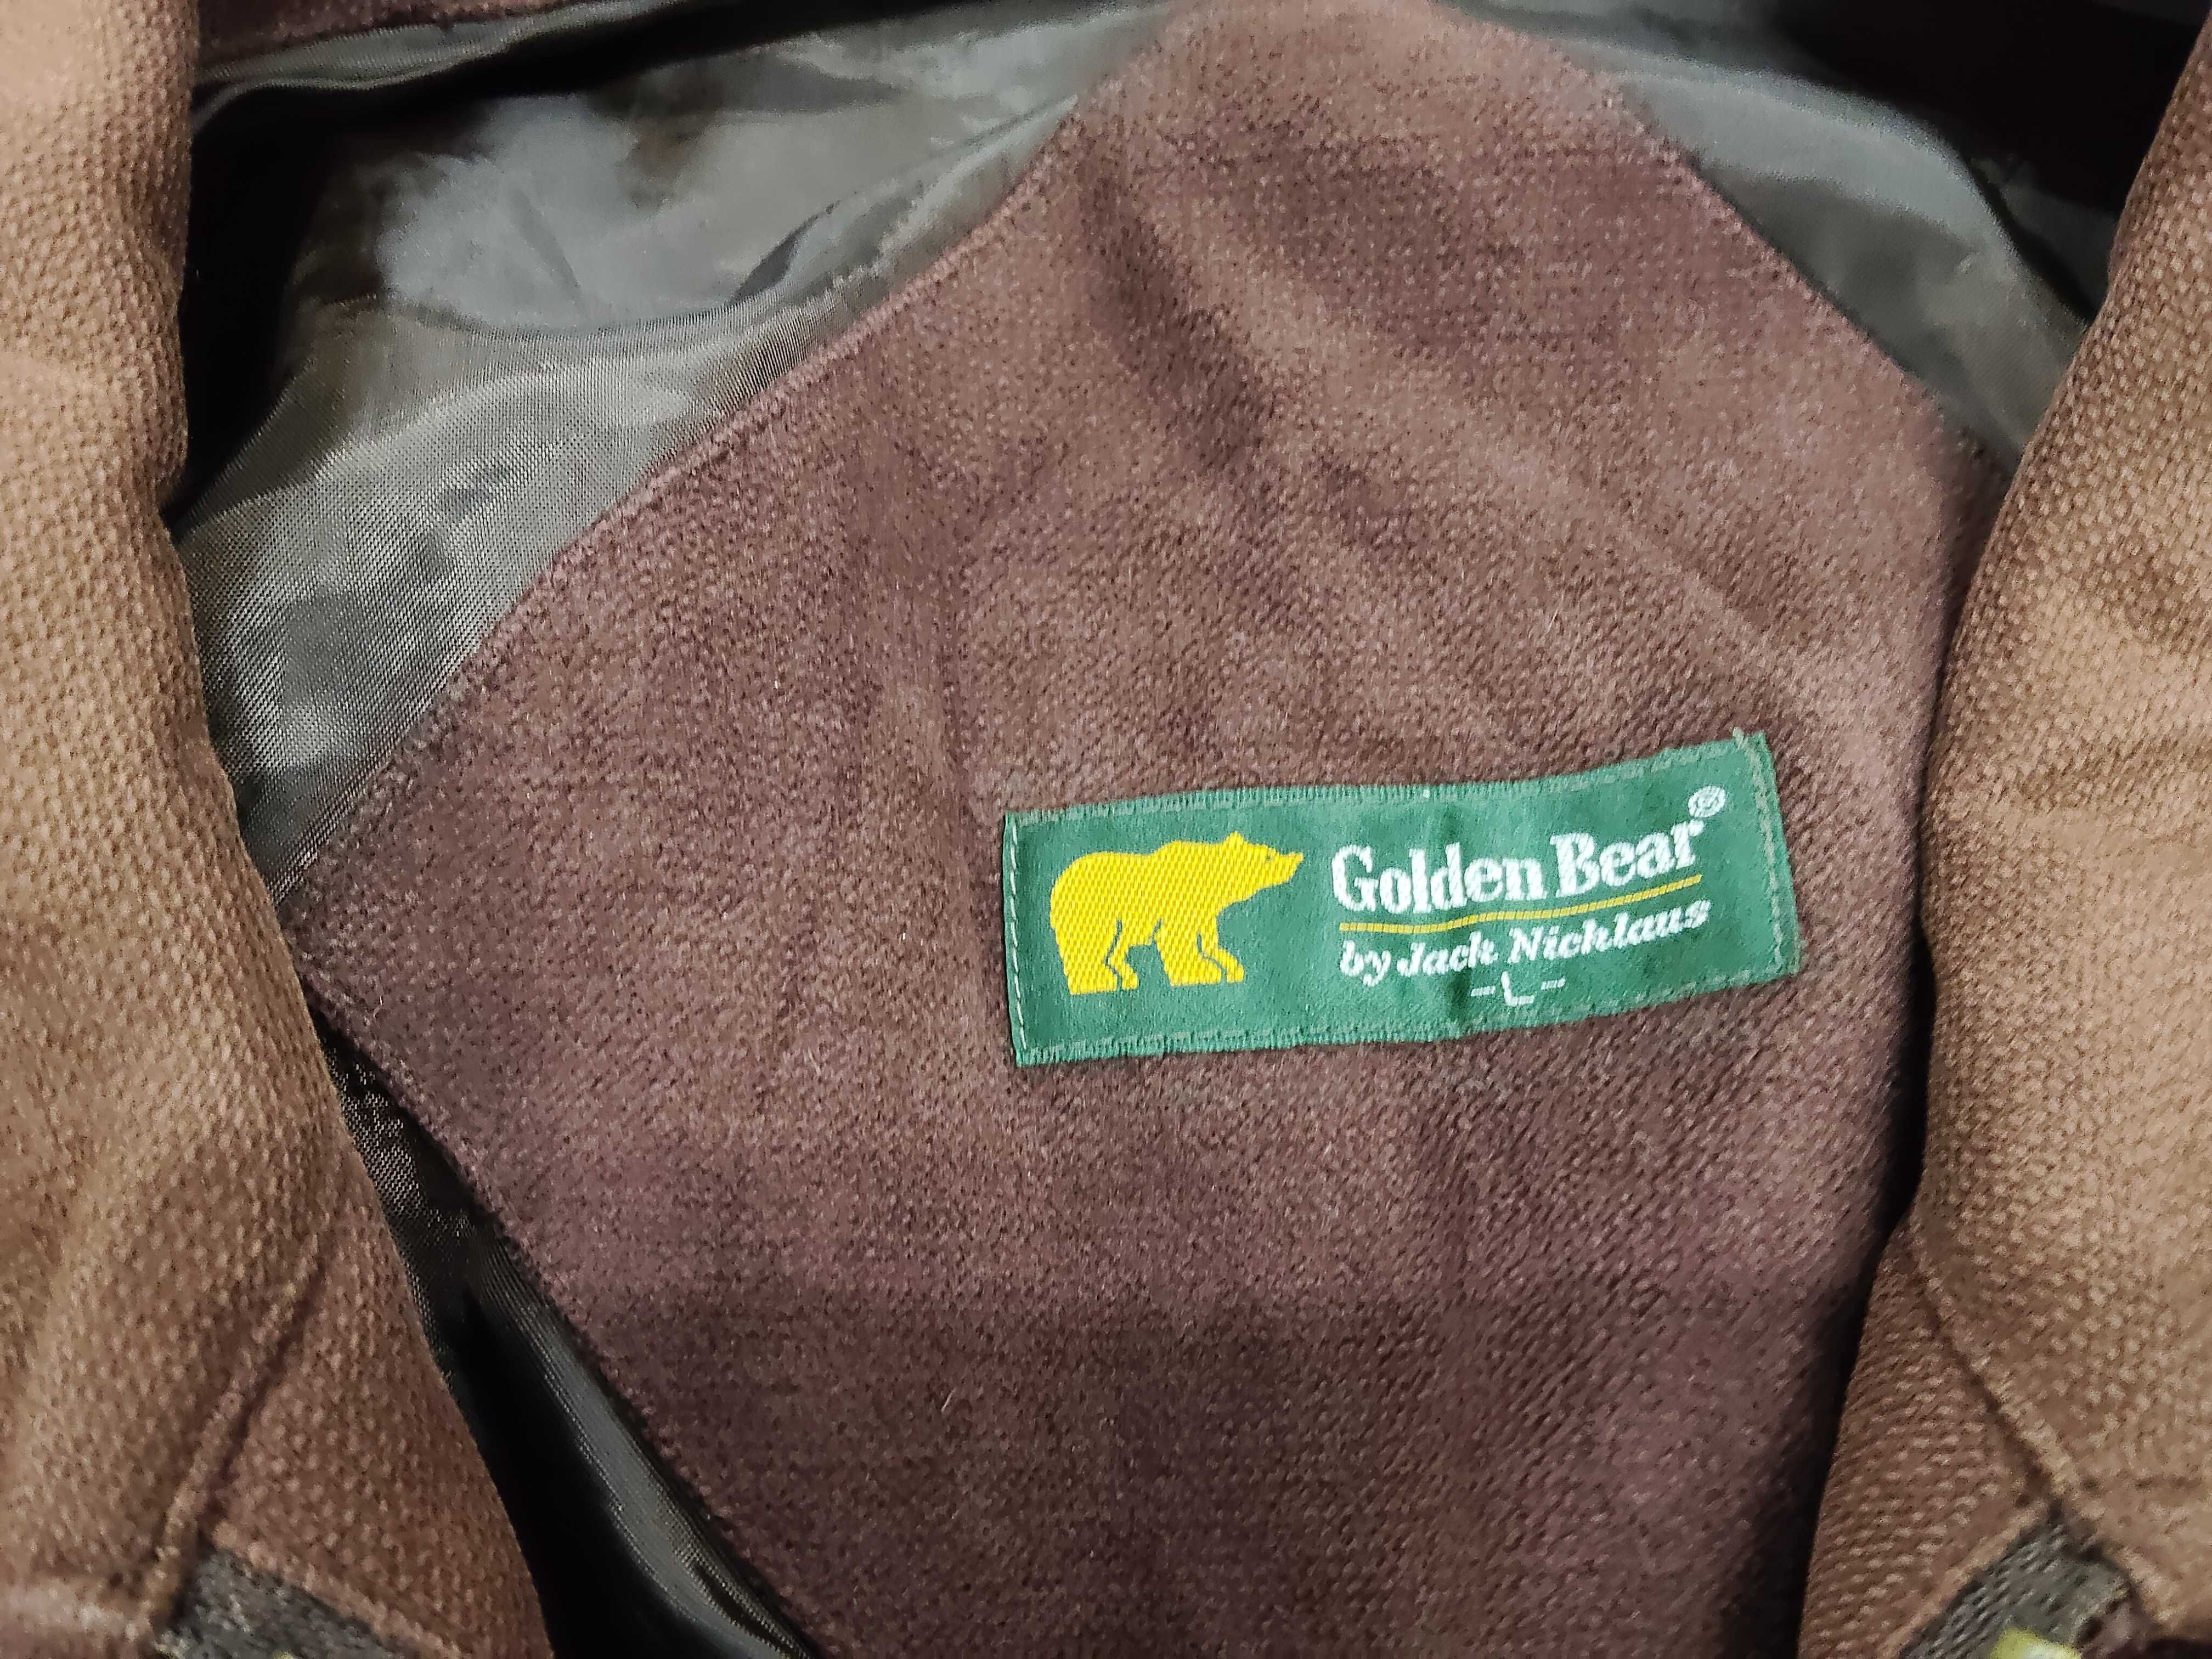 Golden Bear®
by Jack Nicklaus
-L-